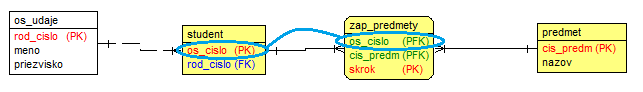 os_udaje
rod_cislo (PK)
meno
priezvisko
student
os_cislo (PK)
rod_cislo (FK)
zap_predmety
os_cislo (PFK)
cis_predm (PFK)
skrok (PK)
predmet
cis_predm (PK)
nazov